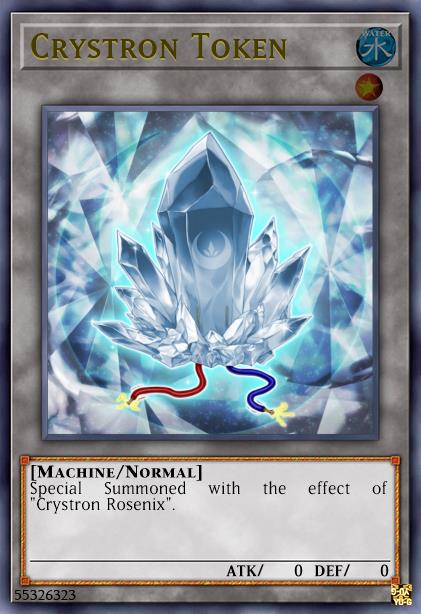 Crystron Token
WATER
水
[Machine/Normal]
Special Summoned with the effect of
"Crystron Rosenix".
ATK/ 0 DEF/ 0
55326323